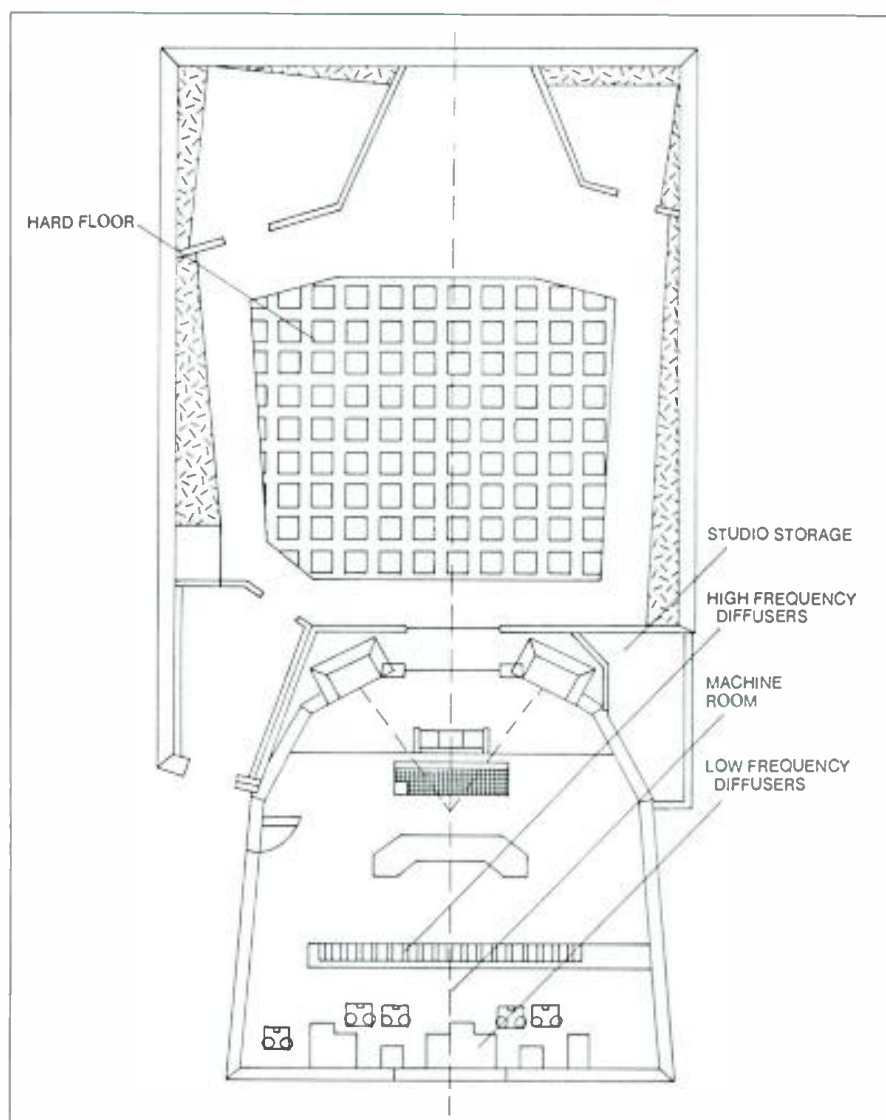 HARD FLOOR
STUDIO STORAGE
HIGH FREQUENCY
DIFFUSERS
MACHINE
ROOM
LOW FREQUENCY
DIFFUSERS